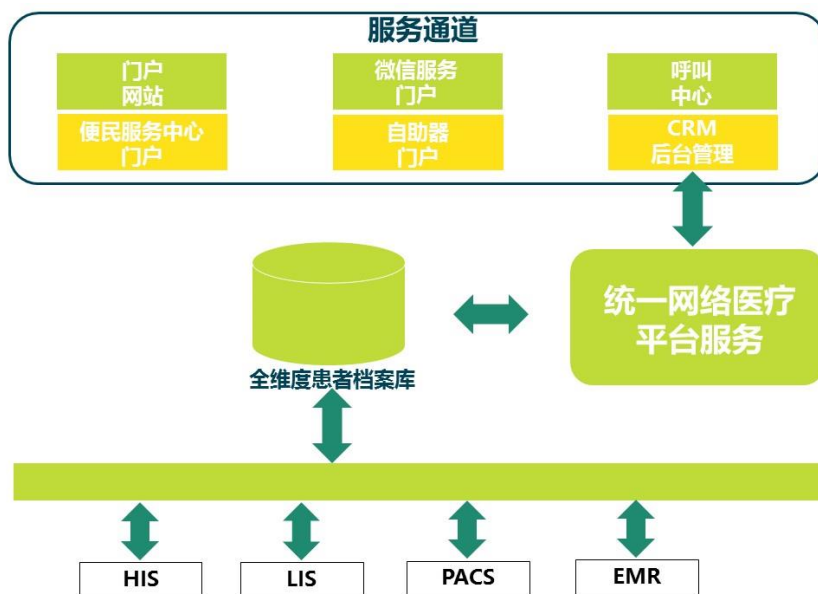 服务通道
门户
网站
微信服务
门户
呼叫
中心
便民服务中心
门户
自助器
门户
CRM
后台管理
统一网络医疗
平台服务
全维度患者档案库
HIS
LIS
PACS
EMR